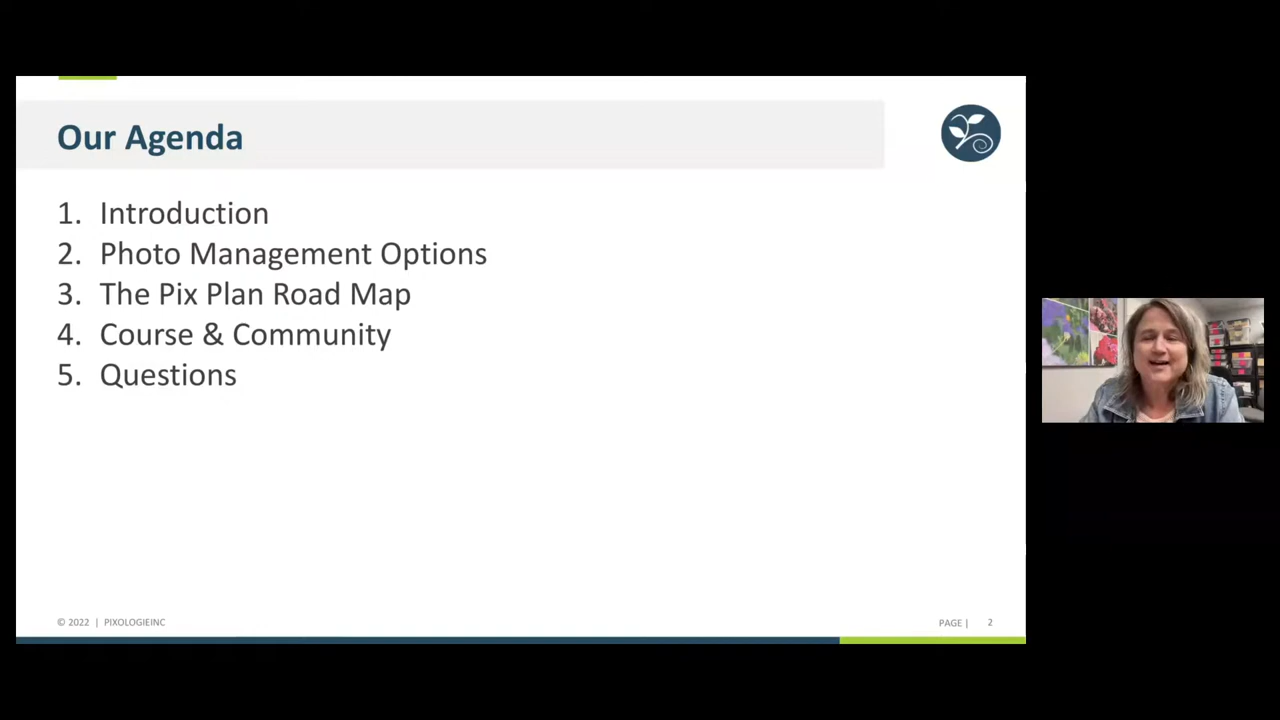 Our Agenda
1. Introduction
2. Photo Management Options
3. The Pix Plan Road Map
4. Course & Community
5. Questions
© 2022 | PIXOLOGIEINC
PAGE | 2